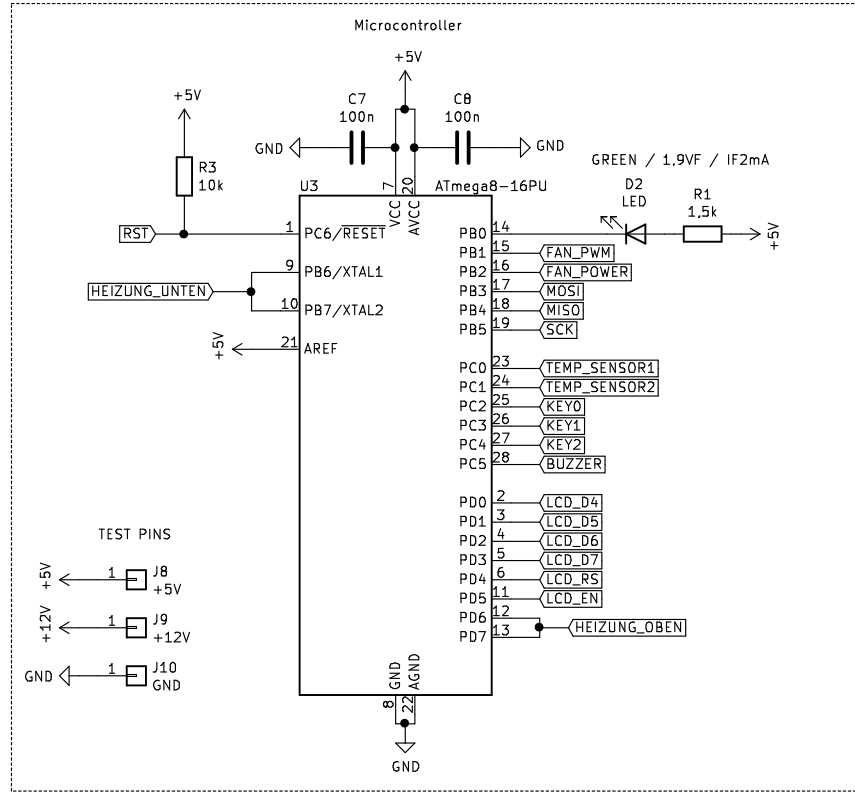 Microcontroller
+5V
C7
100n
C8
100n
GND
GND
+5V
R3
10k
GREEN / 1,9VF / IF2mA
D2
LED
R1
1,5k
+5V
U3
ATmega8-16PU
7
VCC
20
AVCC
RST
1
PC6/RESET
HEIZUNG_UNTEN
9
PB6/XTAL1
10
PB7/XTAL2
+5V
21
AREF
PB0 14
PB1 15 FAN_PWM
PB2 16 FAN_POWER
PB3 17 MOSI
PB4 18 MISO
PB5 19 SCK
PC0 23 TEMP_SENSOR1
PC1 24 TEMP_SENSOR2
PC2 25 KEY0
PC3 26 KEY1
PC4 27 KEY2
PC5 28 BUZZER
PD0 2 LCD_D4
PD1 3 LCD_D5
PD2 4 LCD_D6
PD3 5 LCD_D7
PD4 6 LCD_RS
PD5 11 LCD_EN
PD6 12
PD7 13
HEIZUNG_OBEN
TEST PINS
+5V 1 J8
+5V
+12V 1 J9
+12V
GND 1 J10
GND
8
GND
22
AGND
GND